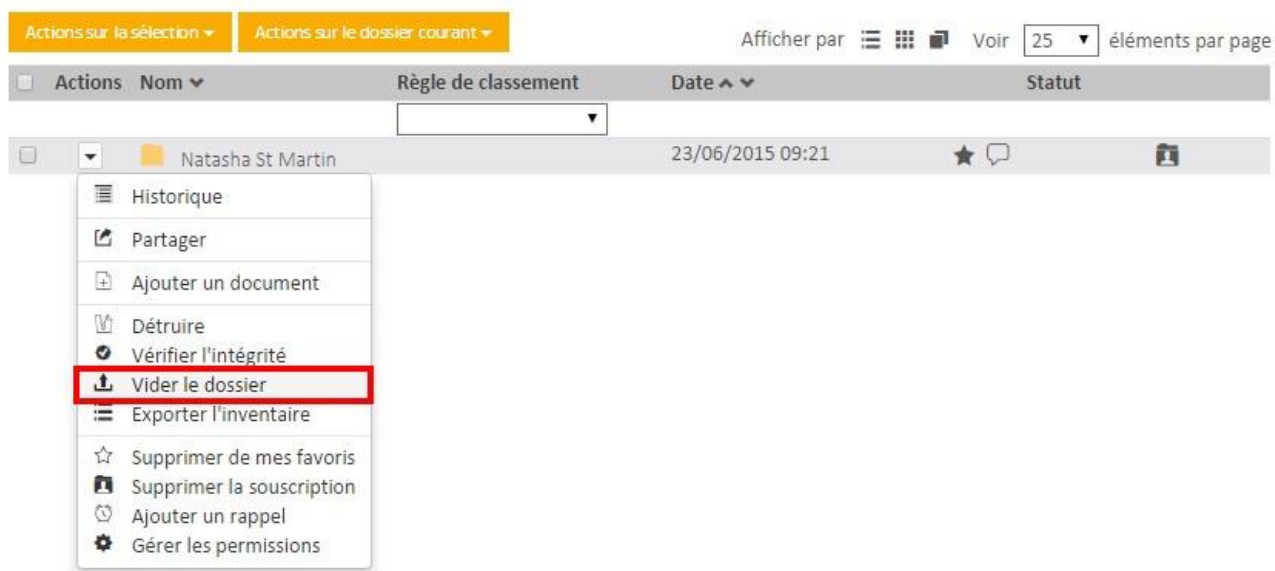 Actions sur la sélection Actions sur le dossier courant Afficher par Voir 25 éléments par page
Actions Nom Règle de classement Date Statut
Natasha St Martin 23/06/2015 09:21
Historique
Partager
Ajouter un document
Détruire
Vérifier l'intégrité
Vider le dossier
Exporter l'inventaire
Supprimer de mes favoris
Supprimer la souscription
Ajouter un rappel
Gérer les permissions